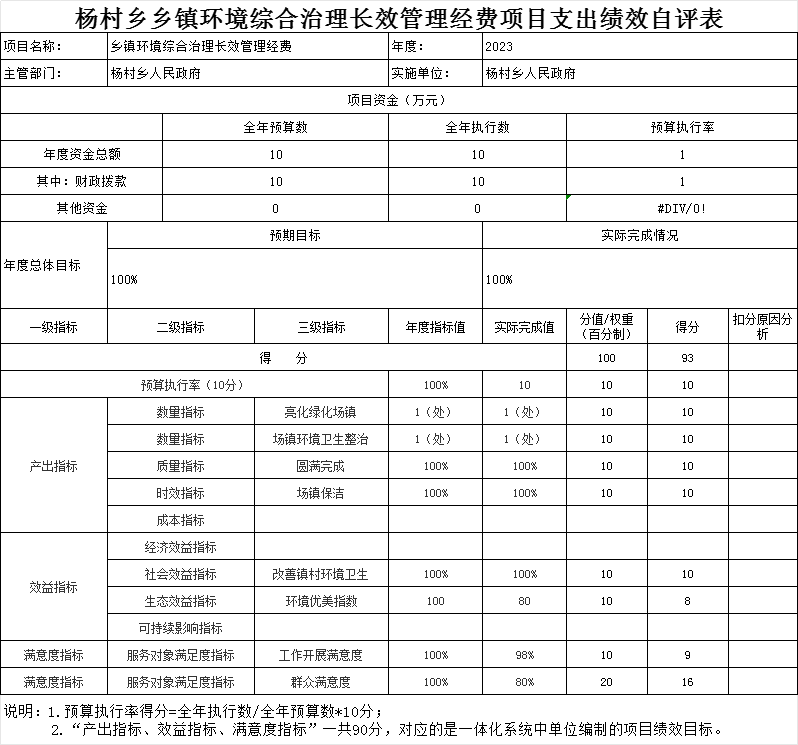 杨村乡乡镇环境综合治理长效管理经费项目支出绩效自评表
项目名称： 乡镇环境综合治理长效管理经费 年度： 2023
主管部门： 杨村乡人民政府 实施单位： 杨村乡人民政府
项目资金（万元）
全年预算数 全年执行数 预算执行率
年度资金总额 10 10 1
其中：财政拨款 10 10 1
其他资金 0 0 #DIV/0!
年度总体目标 预期目标 实际完成情况
100% 100%
一级指标 二级指标 三级指标 年度指标值 实际完成值 分值/权重（百分制） 得分 扣分原因分析
得 分 100 93
预算执行率（10分） 100% 10 10 10
产出指标 数量指标 亮化绿化场镇 1（处） 1（处） 10 10
数量指标 场镇环境卫生整治 1（处） 1（处） 10 10
质量指标 圆满完成 100% 100% 10 10
时效指标 场镇保洁 100% 100% 10 10
成本指标
效益指标 经济效益指标
社会效益指标 改善镇村环境卫生 100% 100% 10 10
生态效益指标 环境优美指数 100 80 10 8
可持续影响指标
满意度指标 服务对象满足度指标 工作开展满意度 100% 98% 10 9
满意度指标 服务对象满足度指标 群众满意度 100% 80% 20 16
说明：1.预算执行率得分=全年执行数/全年预算数*10分；
2.“产出指标、效益指标、满意度指标”一共90分，对应的是一体化系统中单位编制的项目绩效目标。